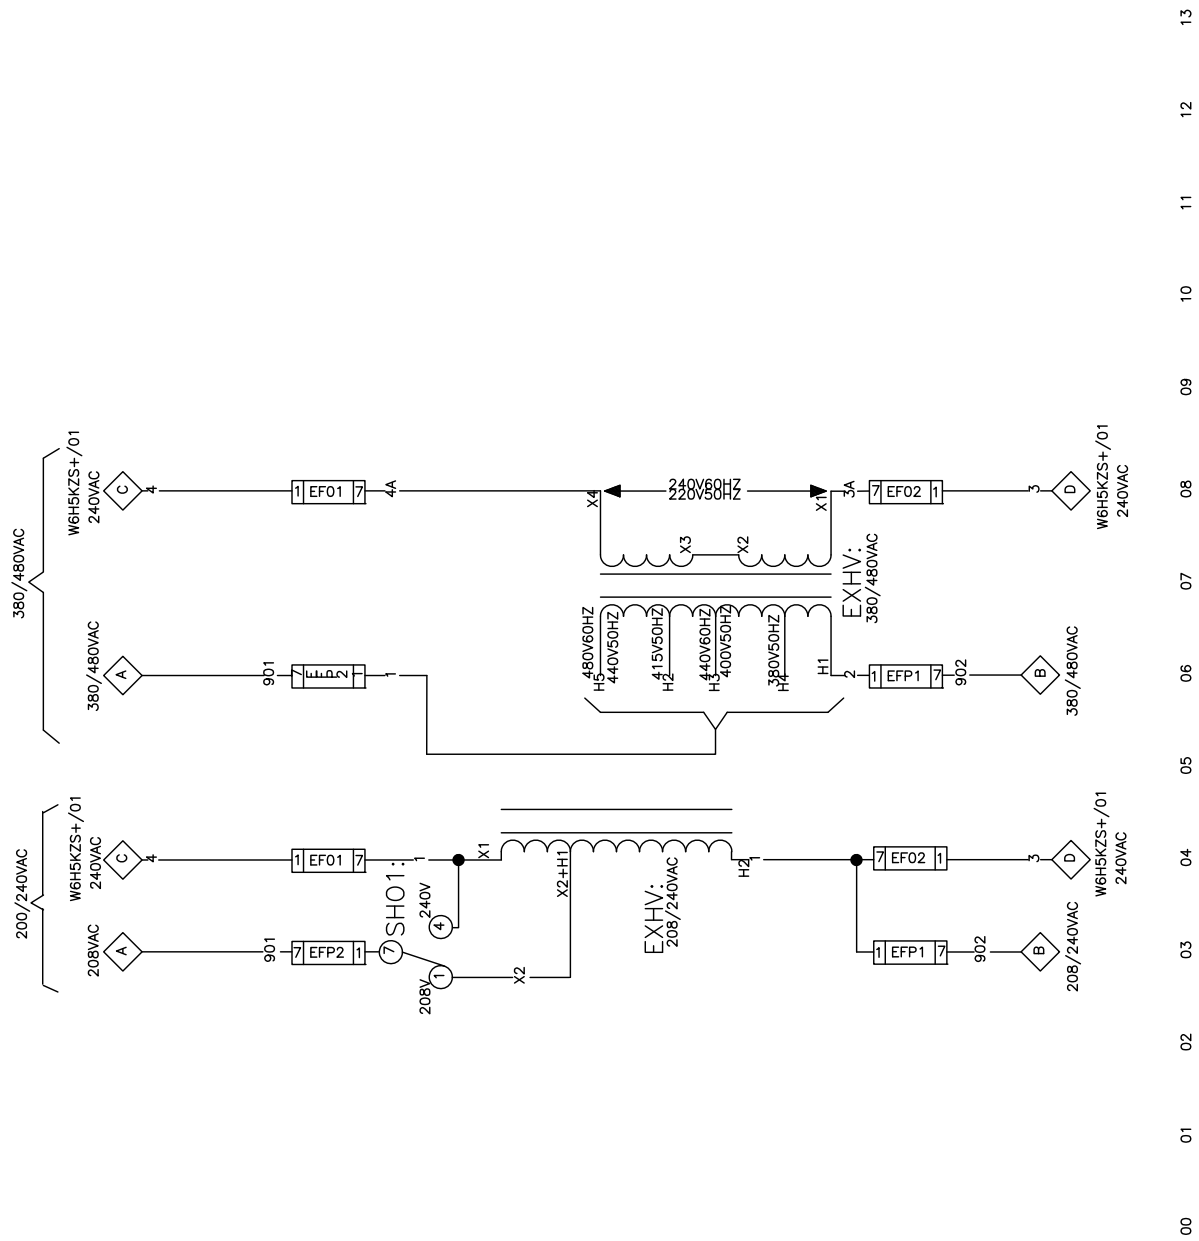 13
12
11
10
09
08
07
06
05
04
03
02
01
00
380/480VAC
W6H5KZS+/01
240VAC
C
4
1 EF01 7
4A
X4
240V60HZ
220V50HZ
X1
3A
7 EF02 1
3
D
W6H5KZS+/01
240VAC
X3
X2
EXHV:
380/480VAC
380/480VAC
A
901
7 EFP2 1
1
480V60HZ
440V50HZ
H5
415V50HZ
H2
440V60HZ
400V50HZ
H3
380V50HZ
H4
H1
2
1 EFP1 7
902
B
380/480VAC
200/240VAC
W6H5KZS+/01
240VAC
C
4
1 EF01 7
1
SH01:
X1
X2+H1
H2
1
7 EF02 1
3
D
W6H5KZS+/01
240VAC
EXHV:
208/240VAC
208VAC
A
901
7 EFP2 1
7
240V
4
208V
1
X2
1 EFP1 7
902
B
208/240VAC